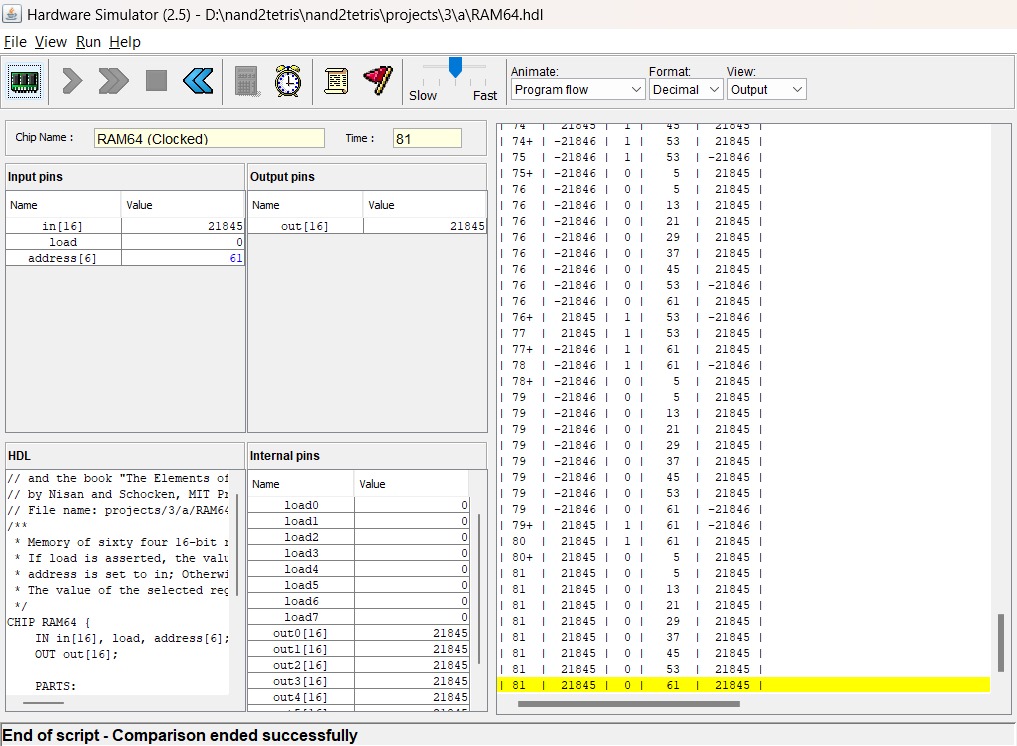 Hardware Simulator (2.5) - D:\nand2tetris\nand2tetris\projects\3\a\RAM64.hdl
File View Run Help
Slow Fast
Animate: Format: View:
Program flow Decimal Output
Chip Name : RAM64 (Clocked) Time : 81
Input pins
Name Value
in[16] 21845
load 0
address[6] 61
Output pins
Name Value
out[16] 21845
HDL
// and the book "The Elements of
// by Nisan and Schocken, MIT Pr
// File name: projects/3/a/RAM64
/**
* Memory of sixty four 16-bit r
* If load is asserted, the valu
* address is set to in; Otherwi
* The value of the selected reg
*/
CHIP RAM64 {
IN in[16], load, address[6];
OUT out[16];
PARTS:
Internal pins
Name Value
load0 0
load1 0
load2 0
load3 0
load4 0
load5 0
load6 0
load7 0
out0[16] 21845
out1[16] 21845
out2[16] 21845
out3[16] 21845
out4[16] 21845
| 74 | 21845 | 1 | 45 | 21845 |
| 74+ | -21846 | 1 | 53 | 21845 |
| 75 | -21846 | 1 | 53 | -21846 |
| 75+ | -21846 | 0 | 5 | 21845 |
| 76 | -21846 | 0 | 5 | 21845 |
| 76 | -21846 | 0 | 13 | 21845 |
| 76 | -21846 | 0 | 21 | 21845 |
| 76 | -21846 | 0 | 29 | 21845 |
| 76 | -21846 | 0 | 37 | 21845 |
| 76 | -21846 | 0 | 45 | 21845 |
| 76 | -21846 | 0 | 53 | -21846 |
| 76 | -21846 | 0 | 61 | 21845 |
| 76+ | 21845 | 1 | 53 | -21846 |
| 77 | 21845 | 1 | 53 | 21845 |
| 77+ | -21846 | 1 | 61 | 21845 |
| 78 | -21846 | 1 | 61 | -21846 |
| 78+ | -21846 | 0 | 5 | 21845 |
| 79 | -21846 | 0 | 5 | 21845 |
| 79 | -21846 | 0 | 13 | 21845 |
| 79 | -21846 | 0 | 21 | 21845 |
| 79 | -21846 | 0 | 29 | 21845 |
| 79 | -21846 | 0 | 37 | 21845 |
| 79 | -21846 | 0 | 45 | 21845 |
| 79 | -21846 | 0 | 53 | 21845 |
| 79 | -21846 | 0 | 61 | -21846 |
| 79+ | 21845 | 1 | 61 | -21846 |
| 80 | 21845 | 1 | 61 | 21845 |
| 80+ | 21845 | 0 | 5 | 21845 |
| 81 | 21845 | 0 | 5 | 21845 |
| 81 | 21845 | 0 | 13 | 21845 |
| 81 | 21845 | 0 | 21 | 21845 |
| 81 | 21845 | 0 | 29 | 21845 |
| 81 | 21845 | 0 | 37 | 21845 |
| 81 | 21845 | 0 | 45 | 21845 |
| 81 | 21845 | 0 | 53 | 21845 |
| 81 | 21845 | 0 | 61 | 21845 |
End of script - Comparison ended successfully